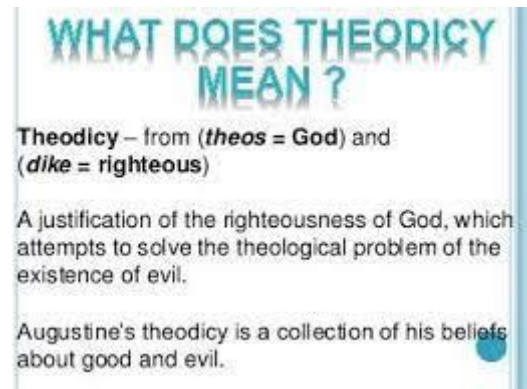 WHAT DOES THEODICY
MEAN ?
Theodicy – from (theos = God) and
(dike = righteous)
A justification of the righteousness of God, which
attempts to solve the theological problem of the
existence of evil.
Augustine's theodicy is a collection of his beliefs
about good and evil.